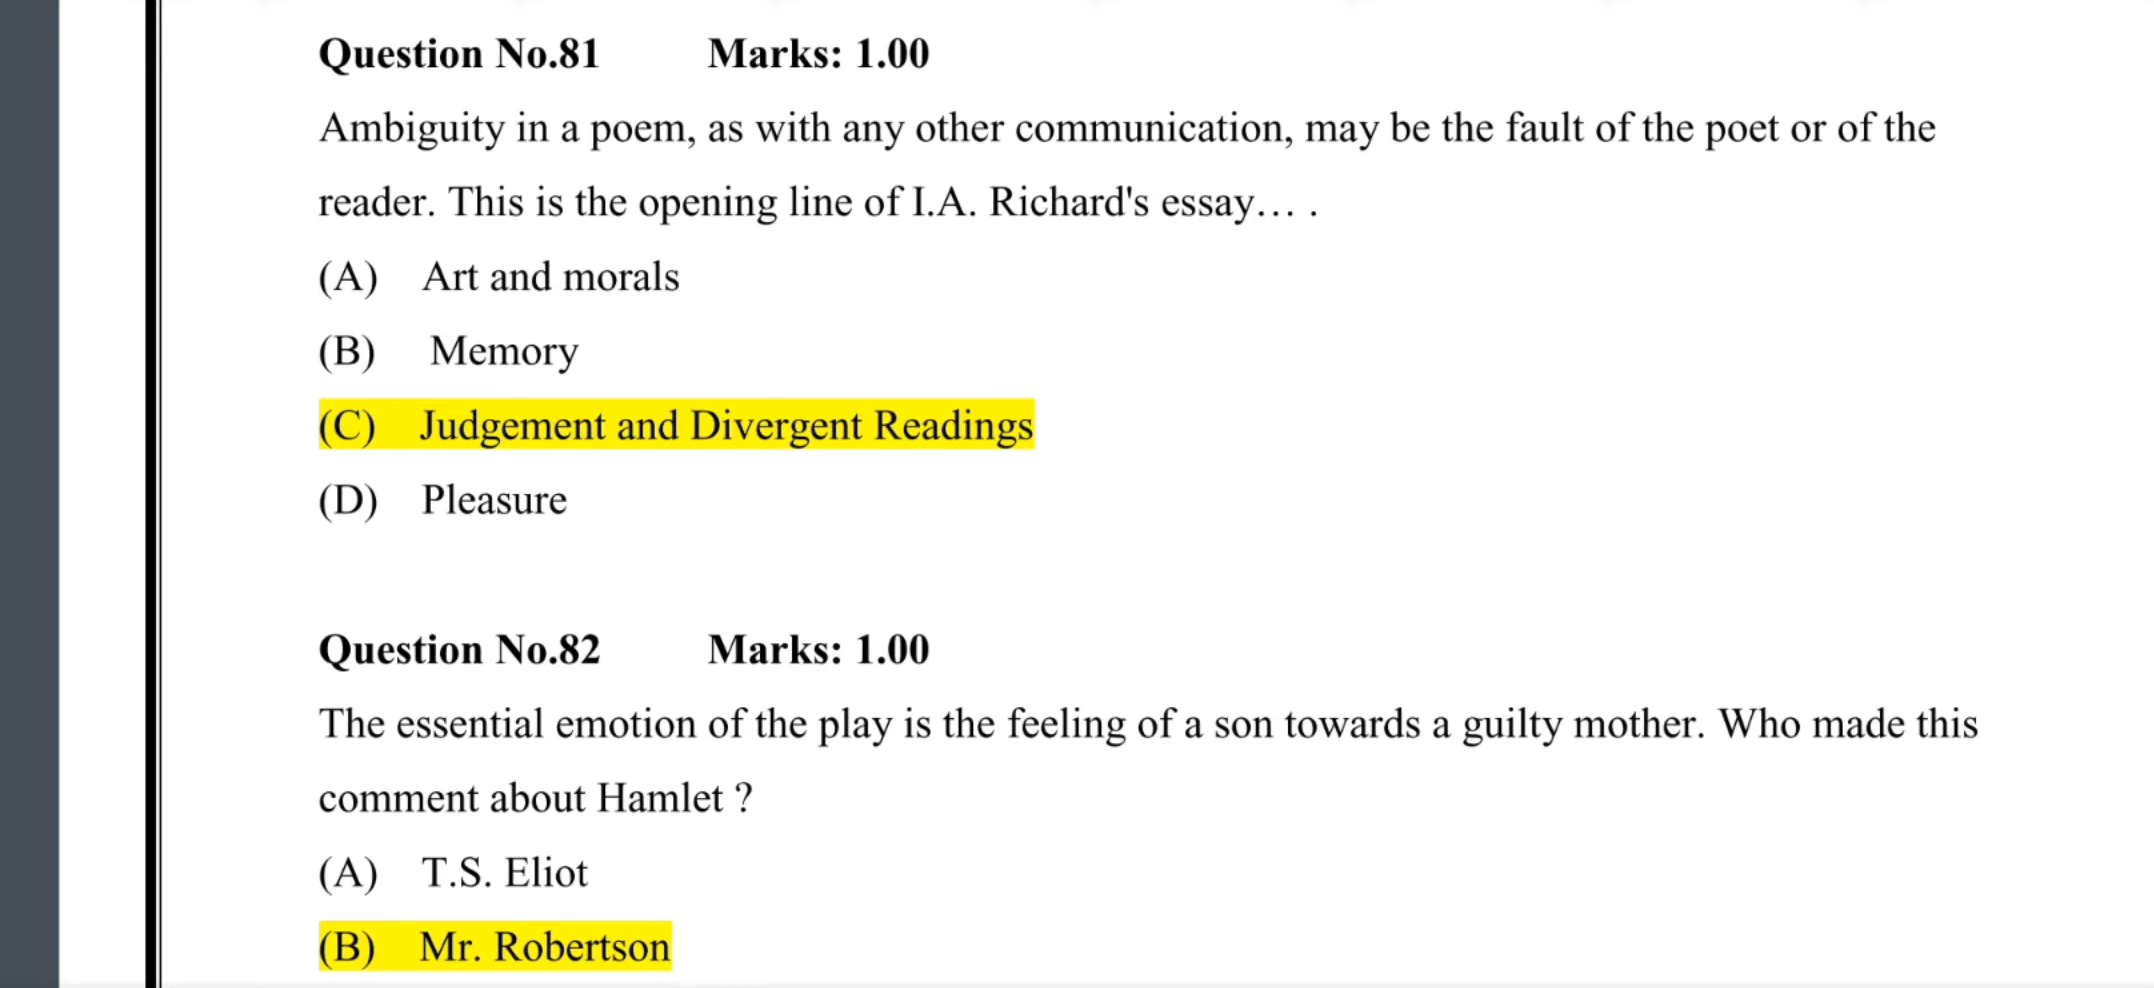 Question No.81 Marks: 1.00
Ambiguity in a poem, as with any other communication, may be the fault of the poet or of the
reader. This is the opening line of I.A. Richard's essay… .
(A) Art and morals
(B) Memory
(C) Judgement and Divergent Readings
(D) Pleasure
Question No.82 Marks: 1.00
The essential emotion of the play is the feeling of a son towards a guilty mother. Who made this
comment about Hamlet ?
(A) T.S. Eliot
(B) Mr. Robertson